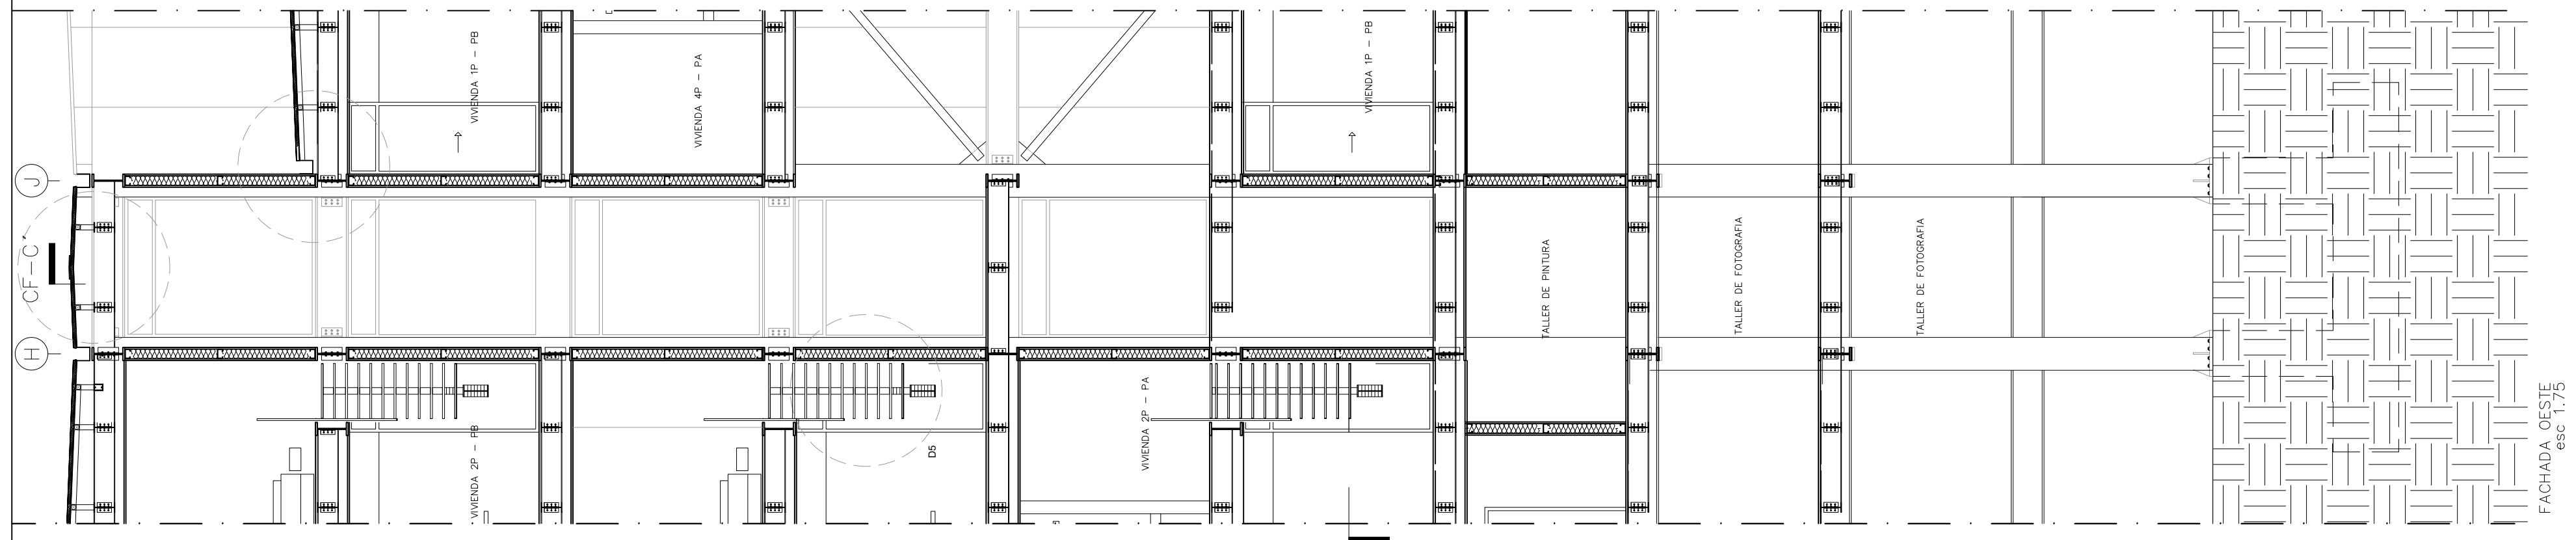 J
CF-C'
H
VIVIENDA 1P - PB
VIVIENDA 4P - PA
VIVIENDA 1P - PB
VIVIENDA 2P - PB
D5
VIVIENDA 2P - PA
TALLER DE PINTURA
TALLER DE FOTOGRAFIA
TALLER DE FOTOGRAFIA
FACHADA OESTE
esc 1.75